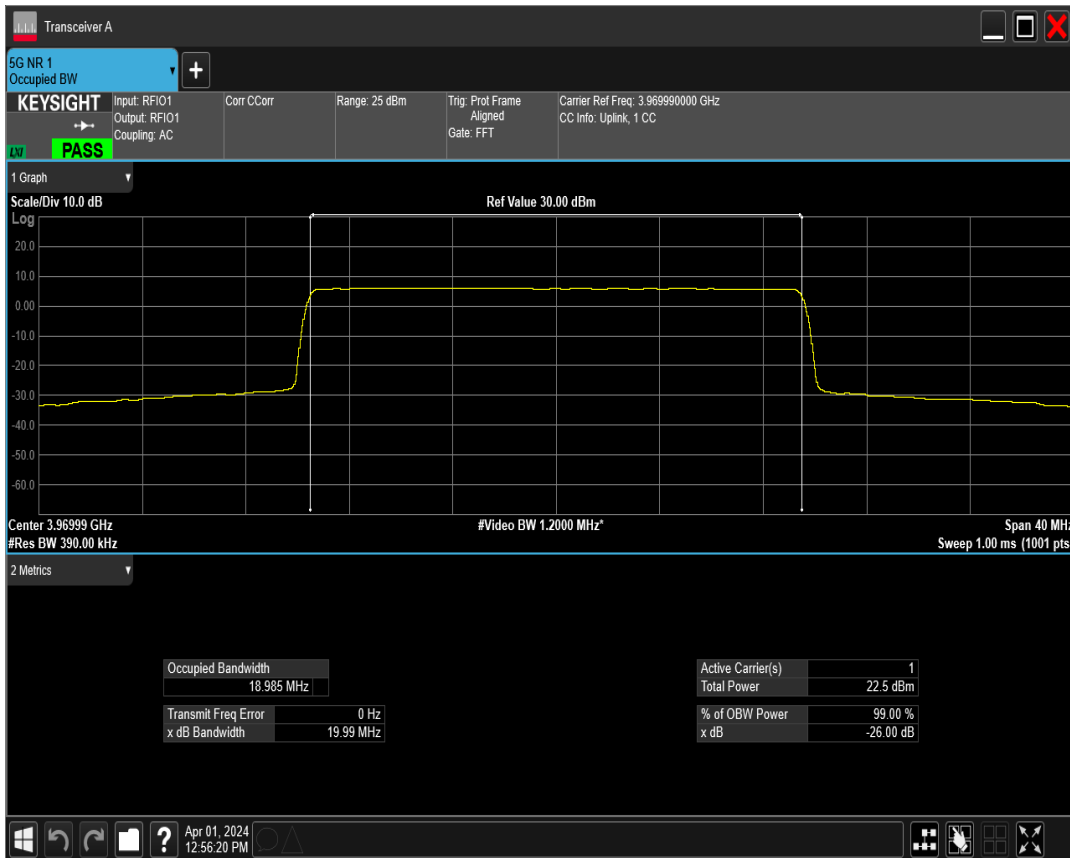 Transceiver A
5G NR 1
Occupied BW
KEYSIGHT
LXI
PASS
Input: RFIO1
Output: RFIO1
Coupling: AC
Corr CCorr
Range: 25 dBm
Trig: Prot Frame
Aligned
Gate: FFT
Carrier Ref Freq: 3.969990000 GHz
CC Info: Uplink, 1 CC
1 Graph
Scale/Div 10.0 dB
Ref Value 30.00 dBm
Log
20.0
10.0
0.00
-10.0
-20.0
-30.0
-40.0
-50.0
-60.0
Center 3.96999 GHz
#Video BW 1.2000 MHz*
Span 40 MHz
#Res BW 390.00 kHz
Sweep 1.00 ms (1001 pts
2 Metrics
Occupied Bandwidth
18.985 MHz
Transmit Freq Error 0 Hz
x dB Bandwidth 19.99 MHz
Active Carrier(s) 1
Total Power 22.5 dBm
% of OBW Power 99.00 %
x dB -26.00 dB
?
Apr 01, 2024
12:56:20 PM